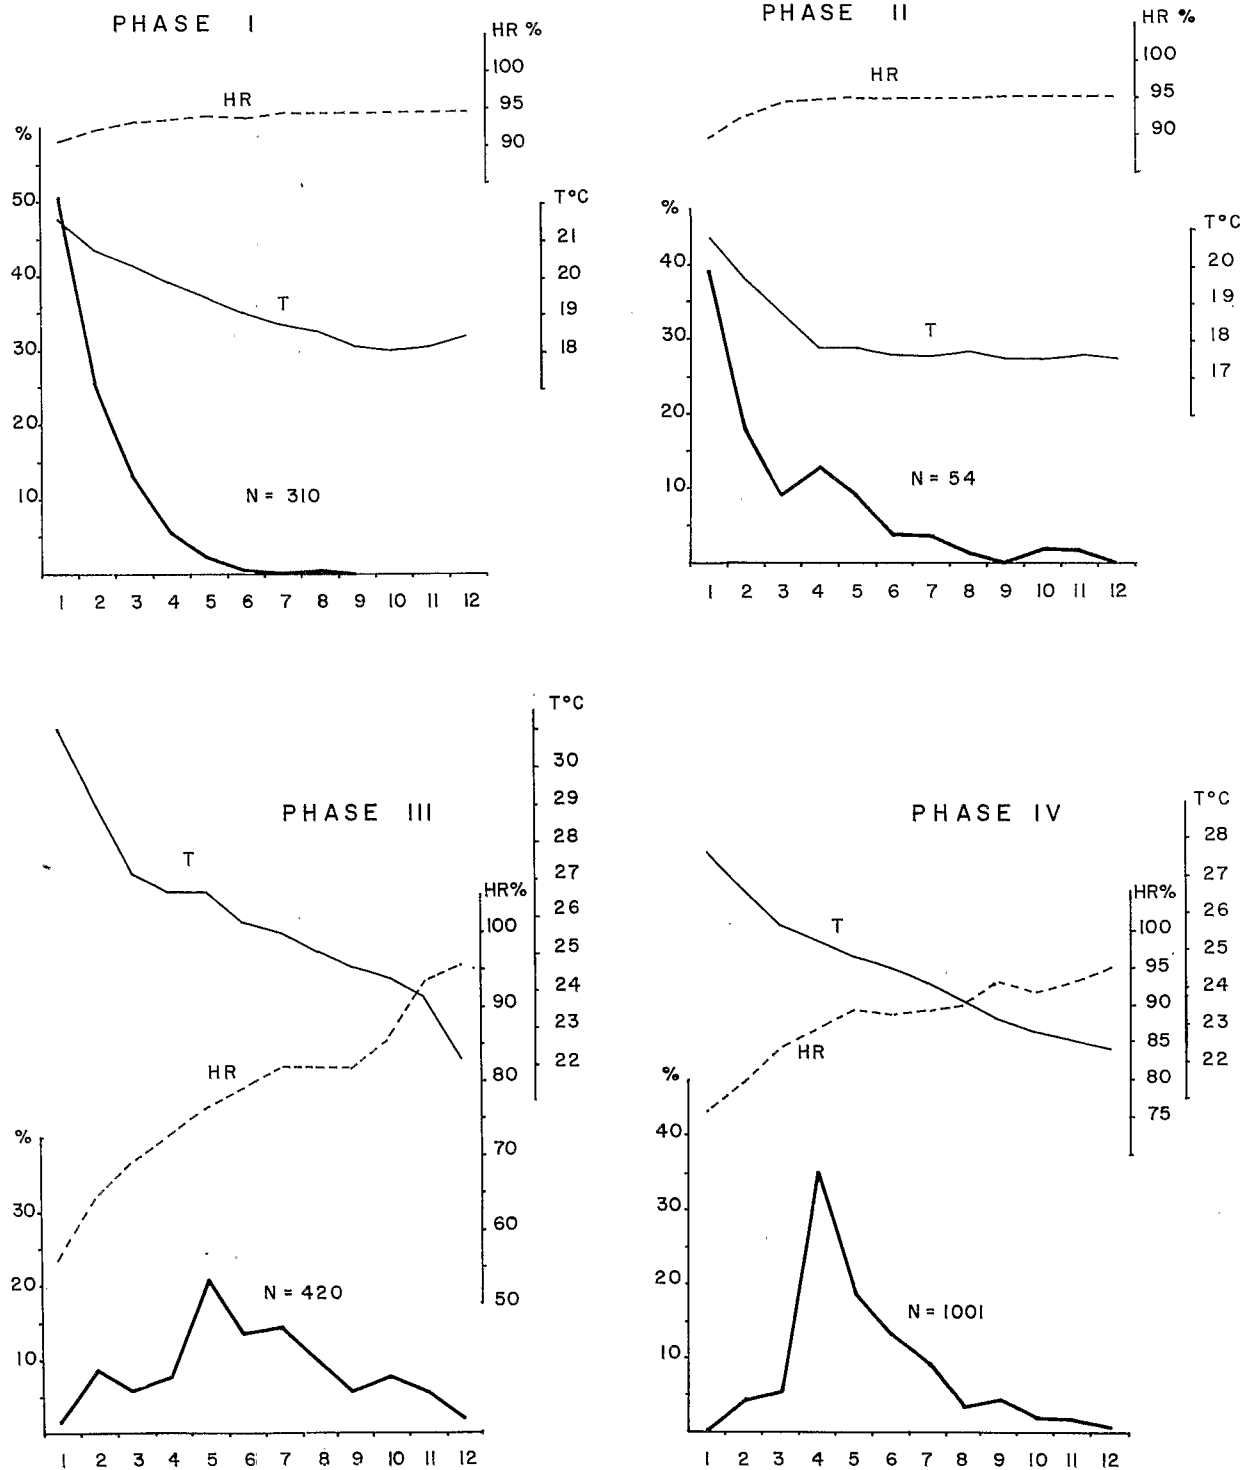 PHASE I
HR %
100
95
90
HR
%
50
40
30
20
10
T°C
21
20
19
18
T
N = 310
1 2 3 4 5 6 7 8 9 10 11 12
PHASE II
HR %
100
95
90
HR
%
40
30
20
10
T°C
20
19
18
17
T
N = 54
1 2 3 4 5 6 7 8 9 10 11 12
PHASE III
T°C
30
29
28
27
26
25
24
23
22
T
HR%
100
90
80
70
60
50
HR
%
30
20
10
N = 420
1 2 3 4 5 6 7 8 9 10 11 12
PHASE IV
T°C
28
27
26
25
24
23
22
T
HR%
100
95
90
85
80
75
HR
%
40
30
20
10
N = 1001
1 2 3 4 5 6 7 8 9 10 11 12